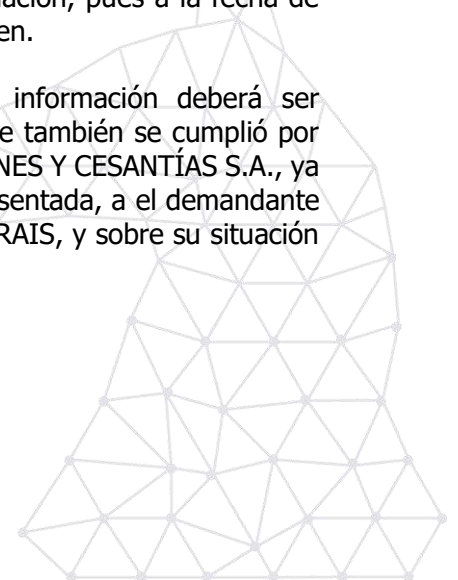 ación, pues a la fecha de
en.
información deberá ser
e también se cumplió por
NES Y CESANTÍAS S.A., ya
sentada, a el demandante
RAIS, y sobre su situación